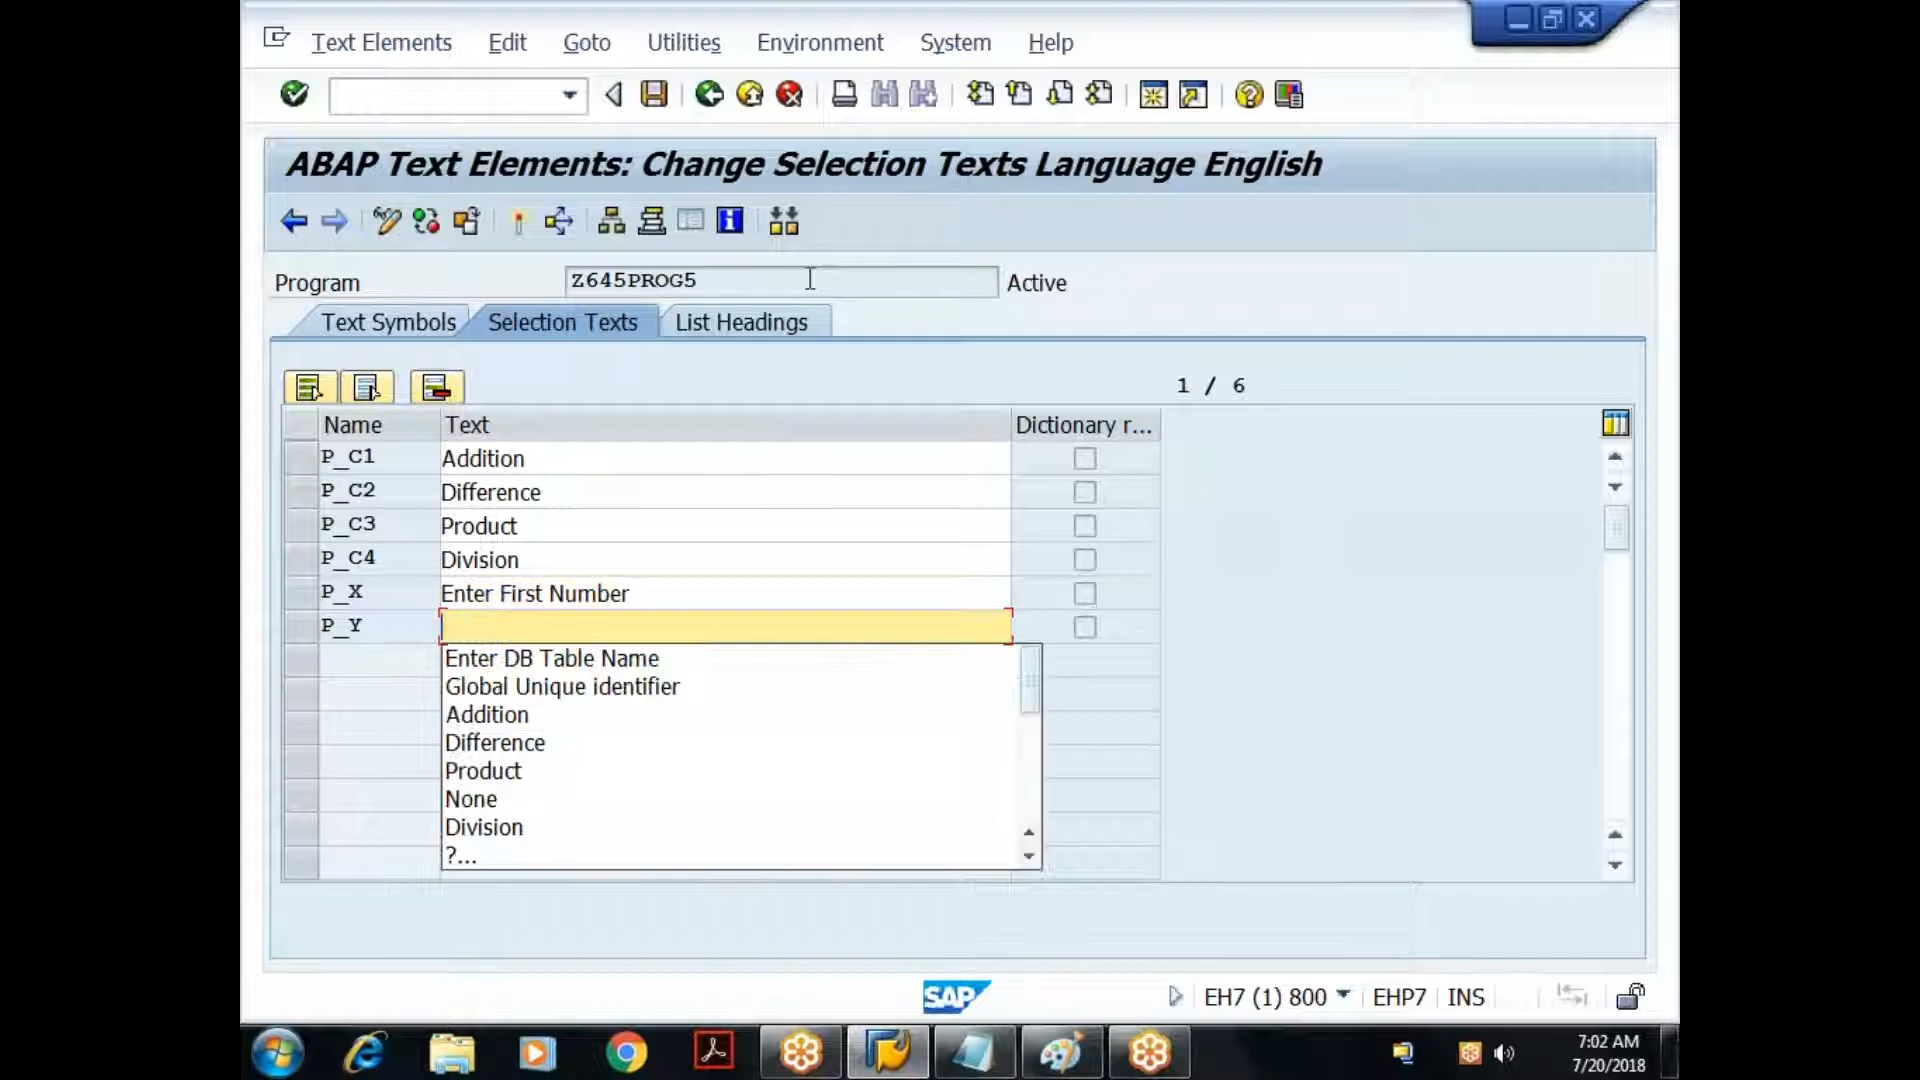 Text Elements Edit Goto Utilities Environment System Help
ABAP Text Elements: Change Selection Texts Language English
Program Z645PROG5 Active
Text Symbols Selection Texts List Headings
1 / 6
Name Text Dictionary r...
P_C1 Addition
P_C2 Difference
P_C3 Product
P_C4 Division
P_X Enter First Number
P_Y
Enter DB Table Name
Global Unique identifier
Addition
Difference
Product
None
Division
?...
SAP EH7 (1) 800 EHP7 INS
7:02 AM
7/20/2018